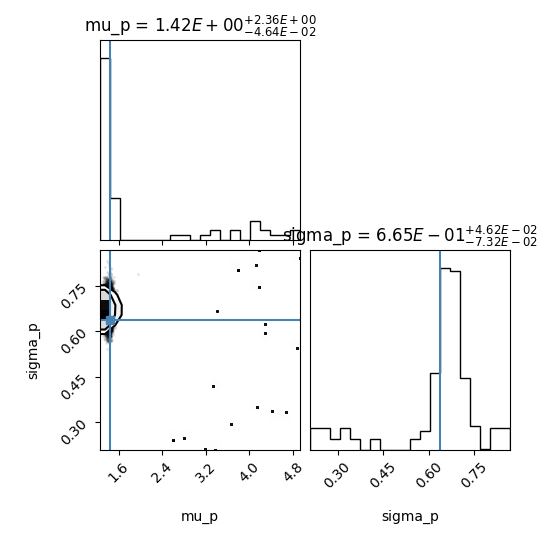 mu_p = 1.42E + 00+2.36E + 00 −4.64E − 02
sigma_p = 6.65E − 01+4.62E − 02 −7.32E − 02
sigma_p
0.75
0.60
0.45
0.30
1.6 2.4 3.2 4.0 4.8
0.30 0.45 0.60 0.75
mu_p
sigma_p